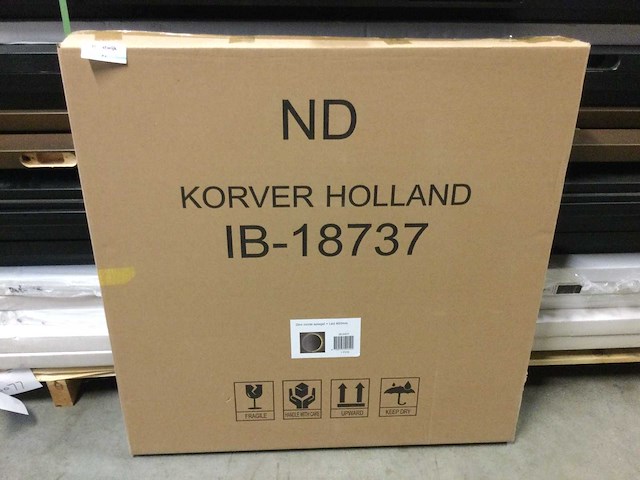 ND
KORVER HOLLAND
IB-18737
FRAGILE
HANDLE WITH CARE
UPWARD
KEEP DRY